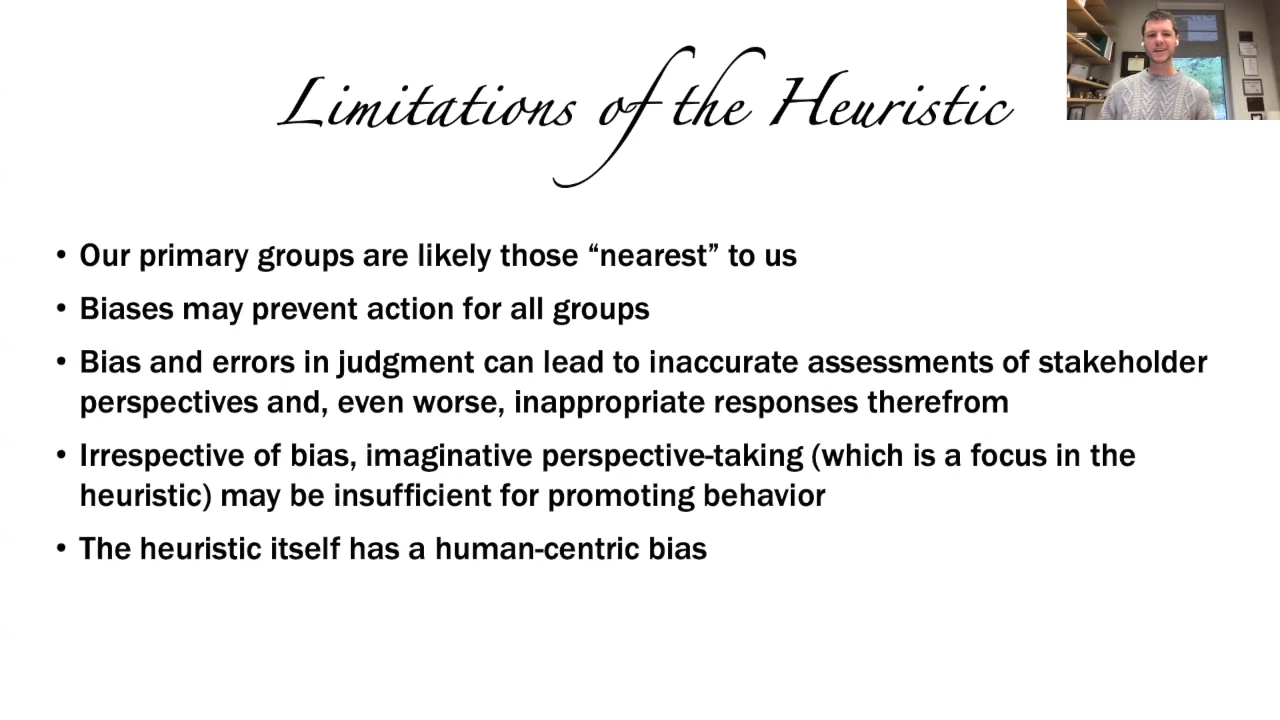 Limitations of the Heuristic
• Our primary groups are likely those “nearest” to us
• Biases may prevent action for all groups
• Bias and errors in judgment can lead to inaccurate assessments of stakeholder
perspectives and, even worse, inappropriate responses therefrom
• Irrespective of bias, imaginative perspective-taking (which is a focus in the
heuristic) may be insufficient for promoting behavior
• The heuristic itself has a human-centric bias